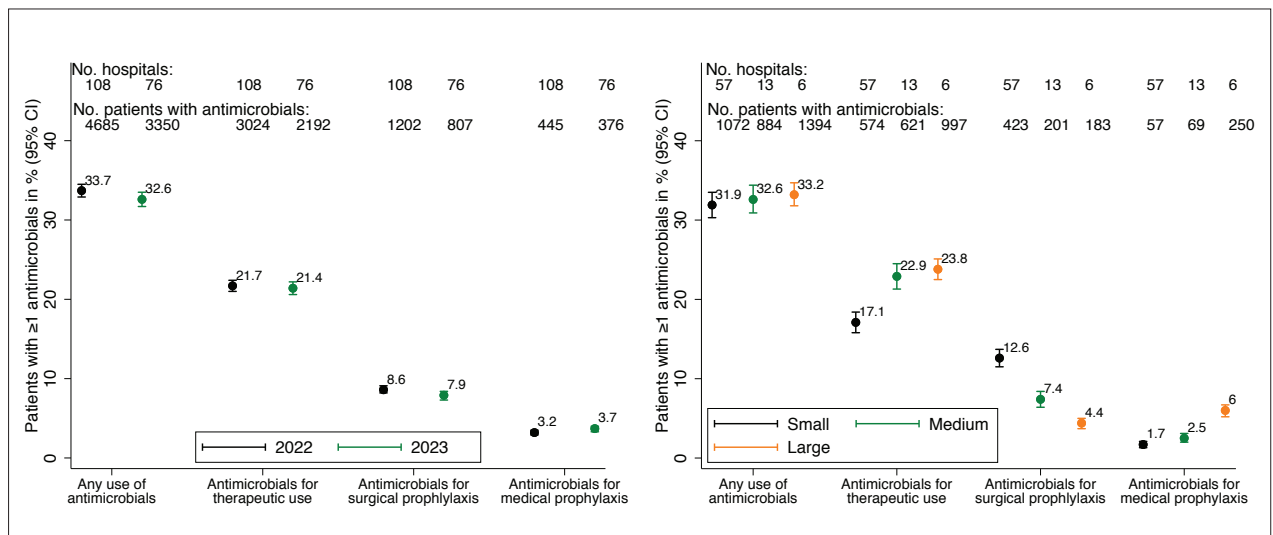 No. hospitals:
108 76 108 76 108 76 108 76
No. patients with antimicrobials:
4685 3350 3024 2192 1202 807 445 376
Patients with ≥1 antimicrobials in % (95% CI)
40
30
20
10
0
33.7
32.6
21.7
21.4
8.6
7.9
3.2
3.7
2022 2023
Any use of antimicrobials
Antimicrobials for therapeutic use
Antimicrobials for surgical prophlylaxis
Antimicrobials for medical prophylaxis
No. hospitals:
57 13 6 57 13 6 57 13 6 57 13 6
No. patients with antimicrobials:
1072 884 1394 574 621 997 423 201 183 57 69 250
Patients with ≥1 antimicrobials in % (95% CI)
40
30
20
10
0
31.9
32.6
33.2
17.1
22.9
23.8
12.6
7.4
4.4
1.7
2.5
6
Small Medium
Large
Any use of antimicrobials
Antimicrobials for therapeutic use
Antimicrobials for surgical prophlylaxis
Antimicrobials for medical prophylaxis